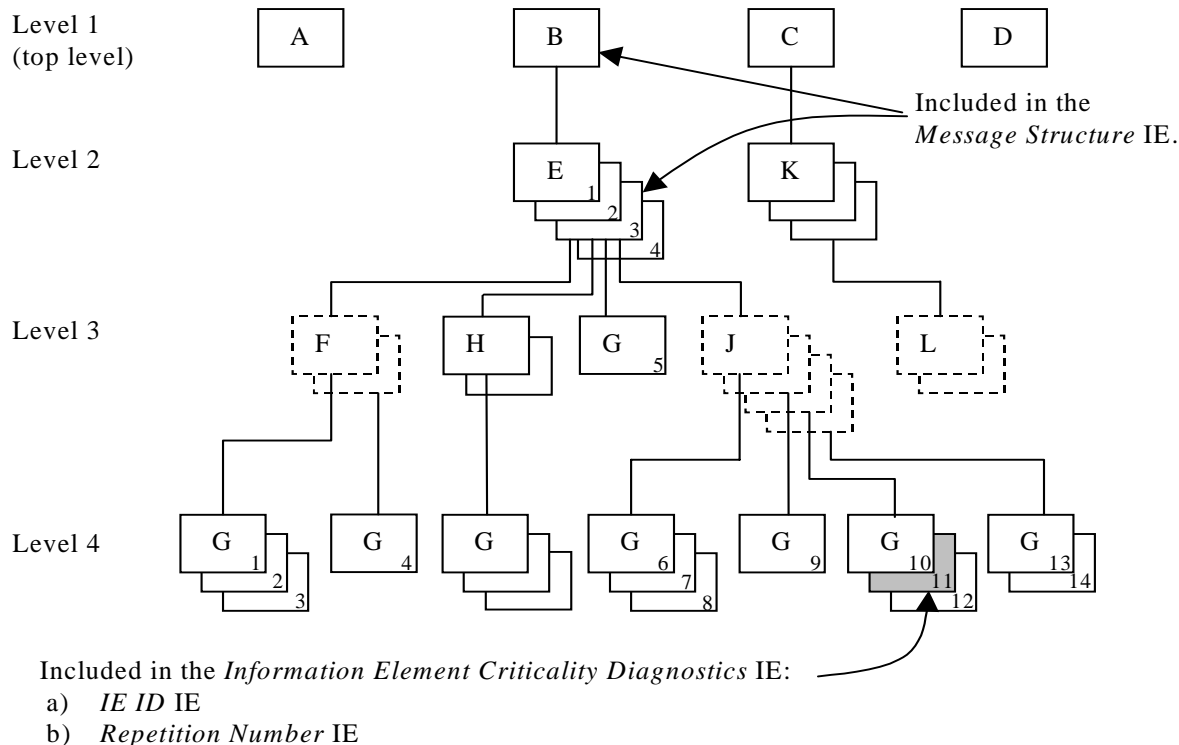 Level 1
(top level)
A
B
C
D
Included in the
Message Structure IE.
Level 2
E
1
2
3
4
K
Level 3
F
H
G
5
J
L
Level 4
G
1
2
3
G
4
G
G
6
7
8
G
9
G
10
11
12
G
13
14
Included in the Information Element Criticality Diagnostics IE:
a) IE ID IE
b) Repetition Number IE